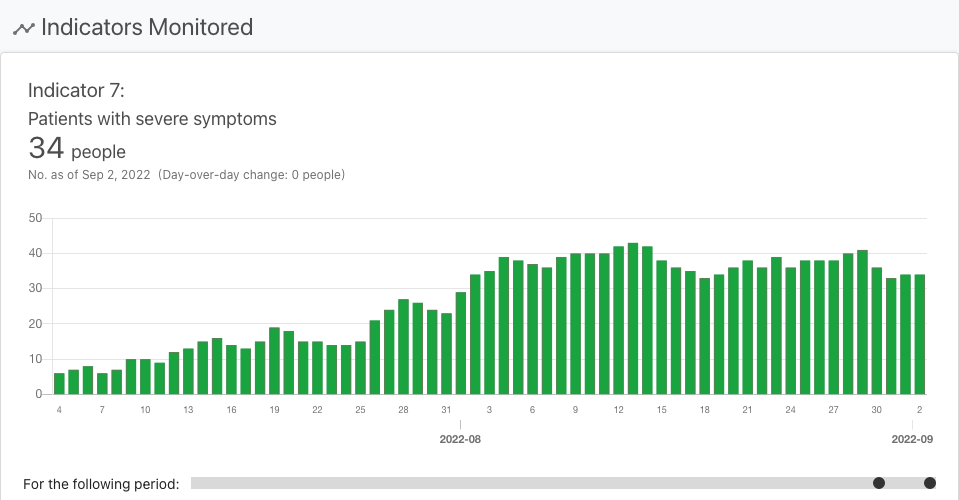 Indicators Monitored
Indicator 7:
Patients with severe symptoms
34 people
No. as of Sep 2, 2022 (Day-over-day change: 0 people)
50
40
30
20
10
0
4 7 10 13 16 19 22 25 28 31 3 6 9 12 15 18 21 24 27 30 2
2022-08 2022-09
For the following period: